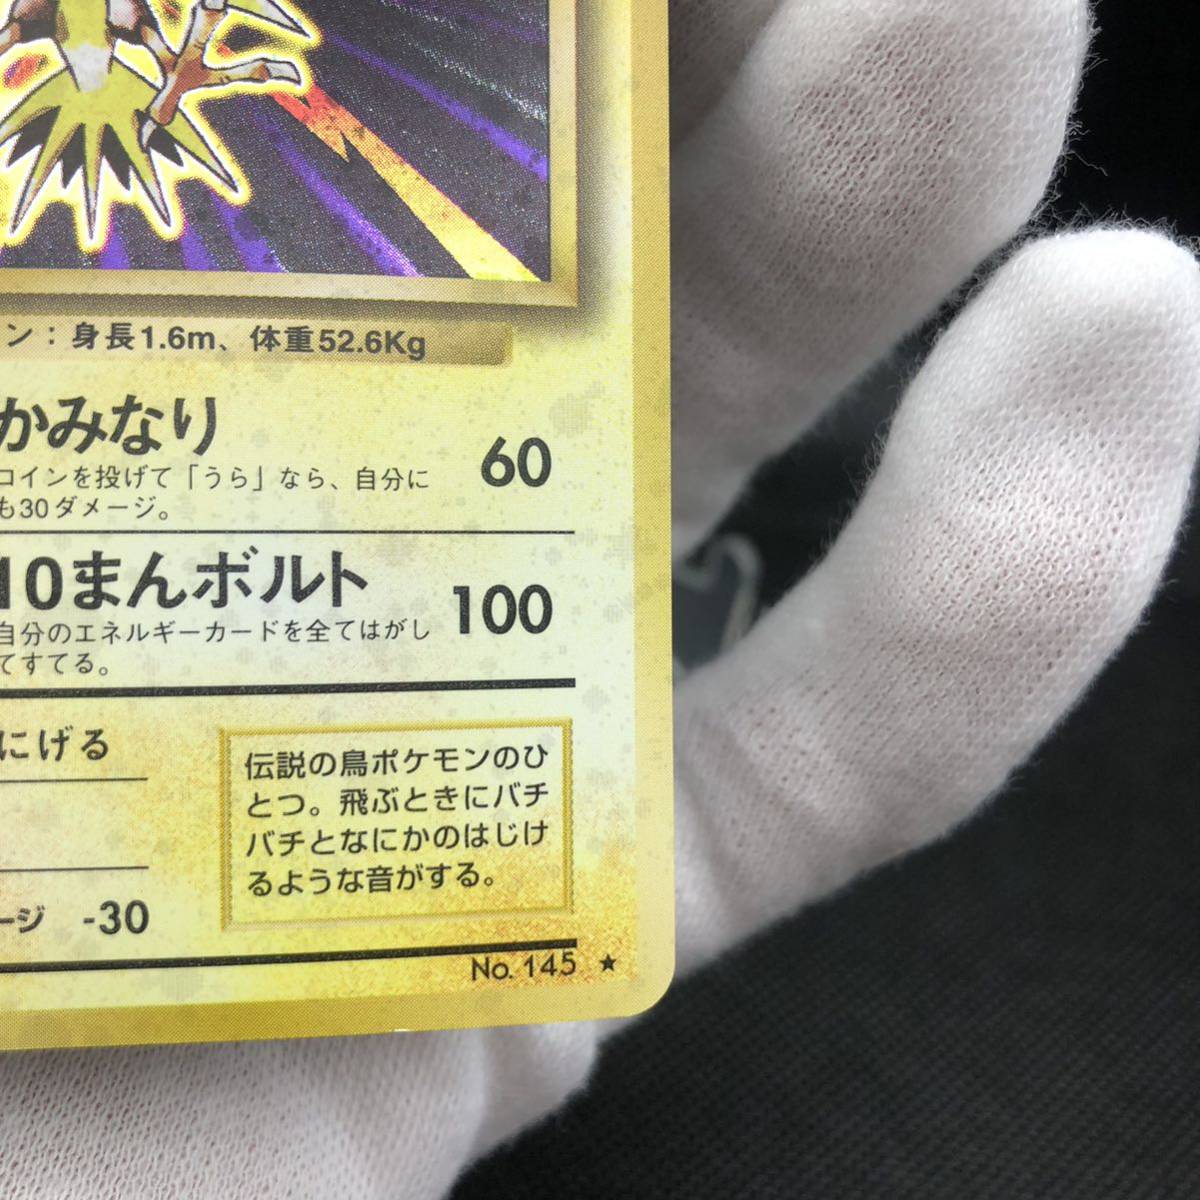 ン：身長1.6m、体重52.6Kg
かみなり 60
コインを投げて「うら」なら、自分に
も30ダメージ。
10まんボルト 100
自分のエネルギーカードを全てはがし
てすてる。
にげる
伝説の鳥ポケモンのひ
とつ。飛ぶときにバチ
バチとなにかのはじけ
るような音がする。
ージ -30
No. 145 ★